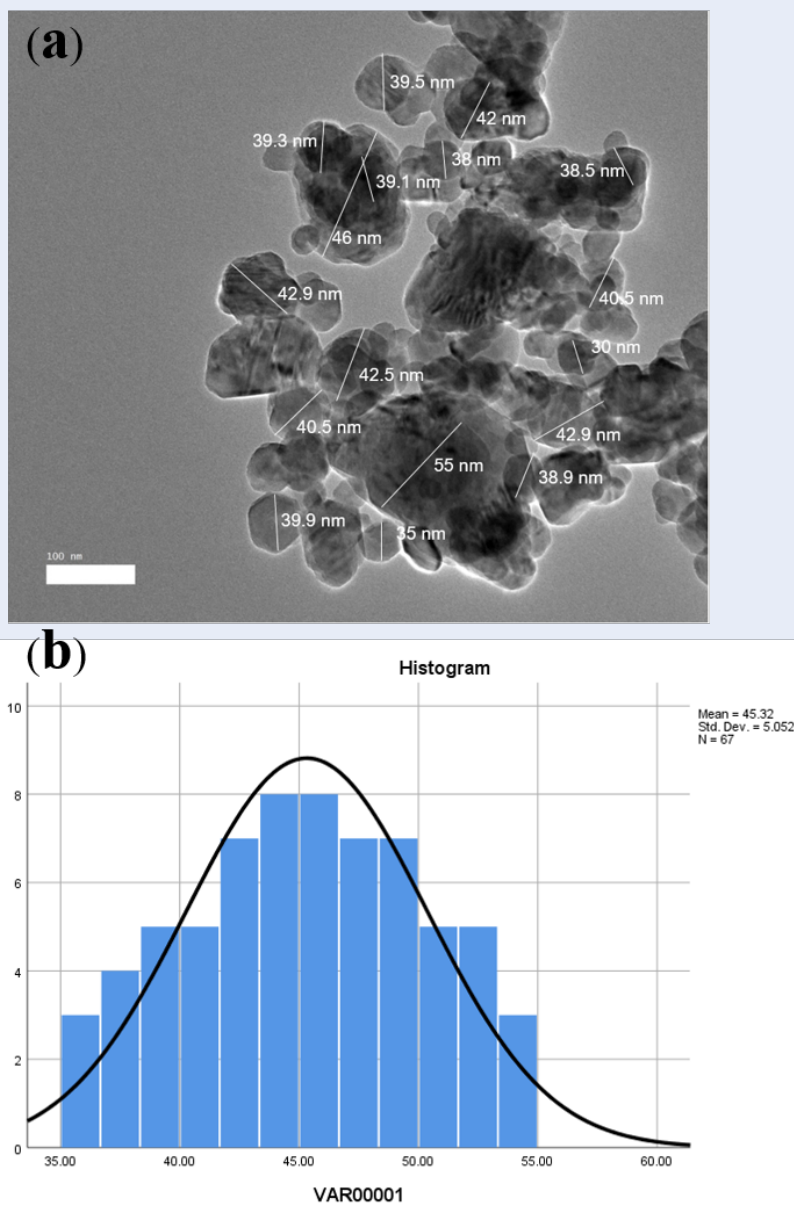 (a)
39.5 nm
42 nm
39.3 nm
38 nm
38.5 nm
39.1 nm
46 nm
42.9 nm
40.5 nm
30 nm
42.5 nm
40.5 nm
42.9 nm
55 nm
38.9 nm
39.9 nm
35 nm
100 nm
(b)
Histogram
Mean = 45.32
Std. Dev. = 5.052
N = 67
10
8
6
4
2
0
35.00 40.00 45.00 50.00 55.00 60.00
VAR00001